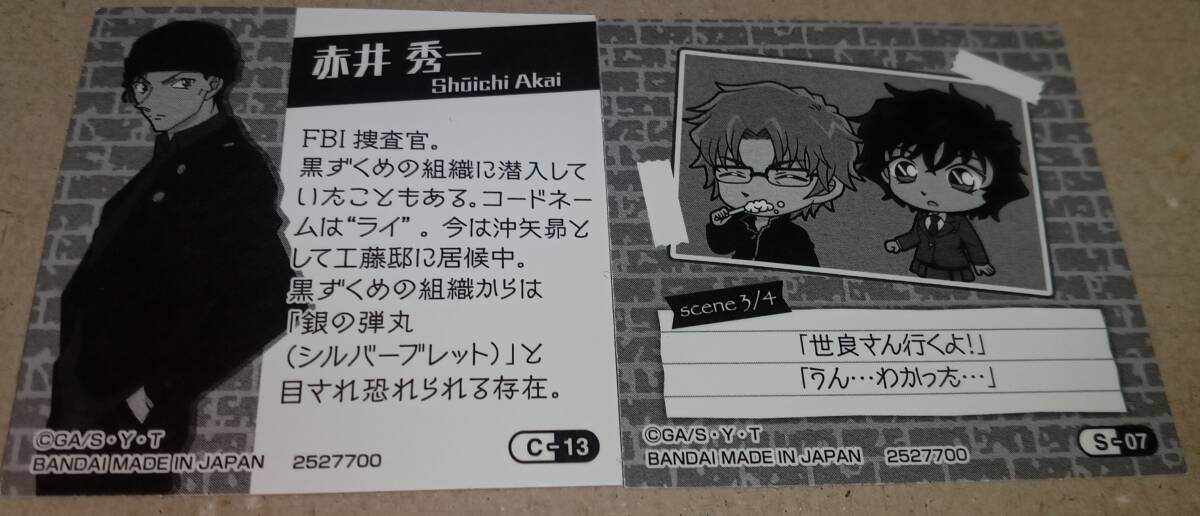 赤井 秀一
Shūichi Akai
FBI 捜査官。
黒ずくめの組織に潜入して
いたこともある。コードネー
ムは“ライ”。今は沖矢昴と
して工藤邸に居候中。
黒ずくめの組織からは
「銀の弾丸
(シルバーブレット)」と
目され恐れられる存在。
©GA/S・Y・T
BANDAI MADE IN JAPAN 2527700
C-13
scene 3/4
「世良さん行くよ!」
「うん…わかった…」
©GA/S・Y・T
BANDAI MADE IN JAPAN 2527700
S-07